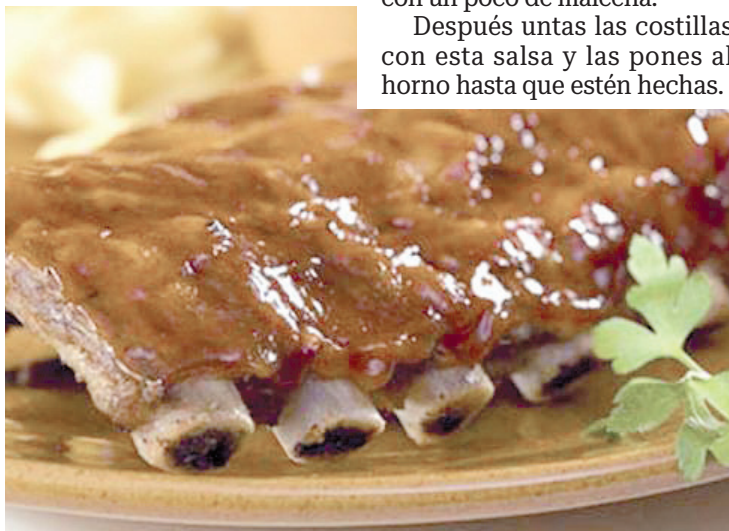 con un poco de maicena.
Después untas las costillas
con esta salsa y las pones al
horno hasta que estén hechas.